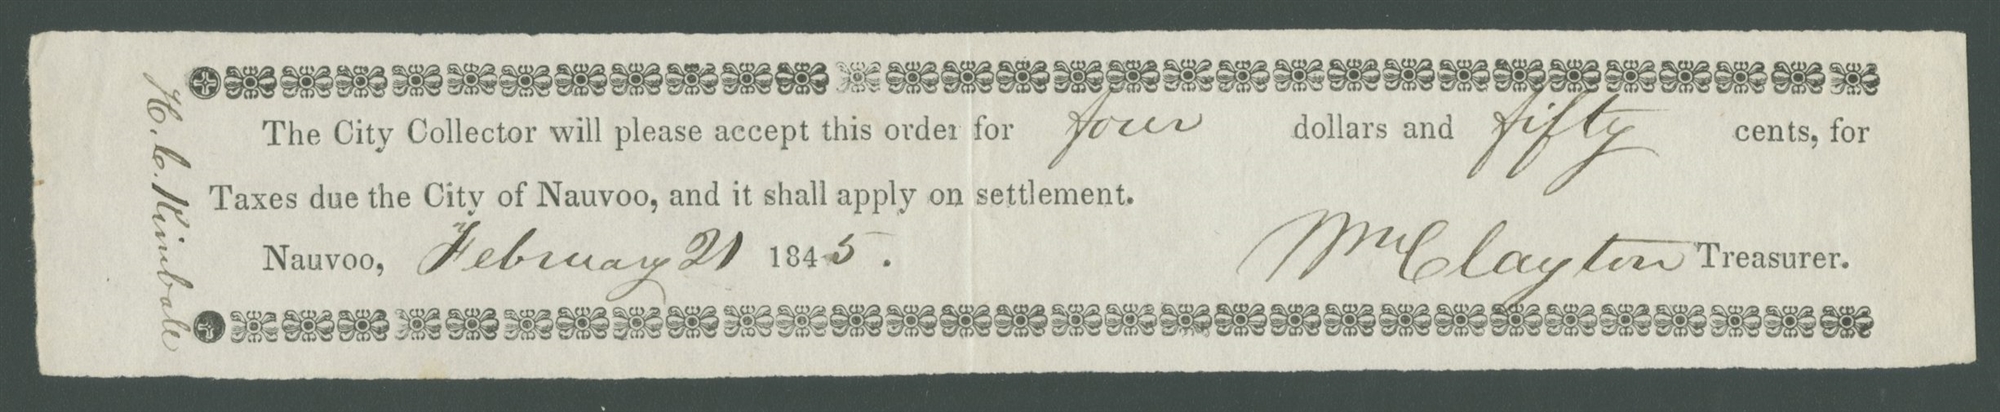 H. C. Kimball
The City Collector will please accept this order for four dollars and fifty cents, for
Taxes due the City of Nauvoo, and it shall apply on settlement.
Nauvoo, February 21 1845. Wm Clayton Treasurer.